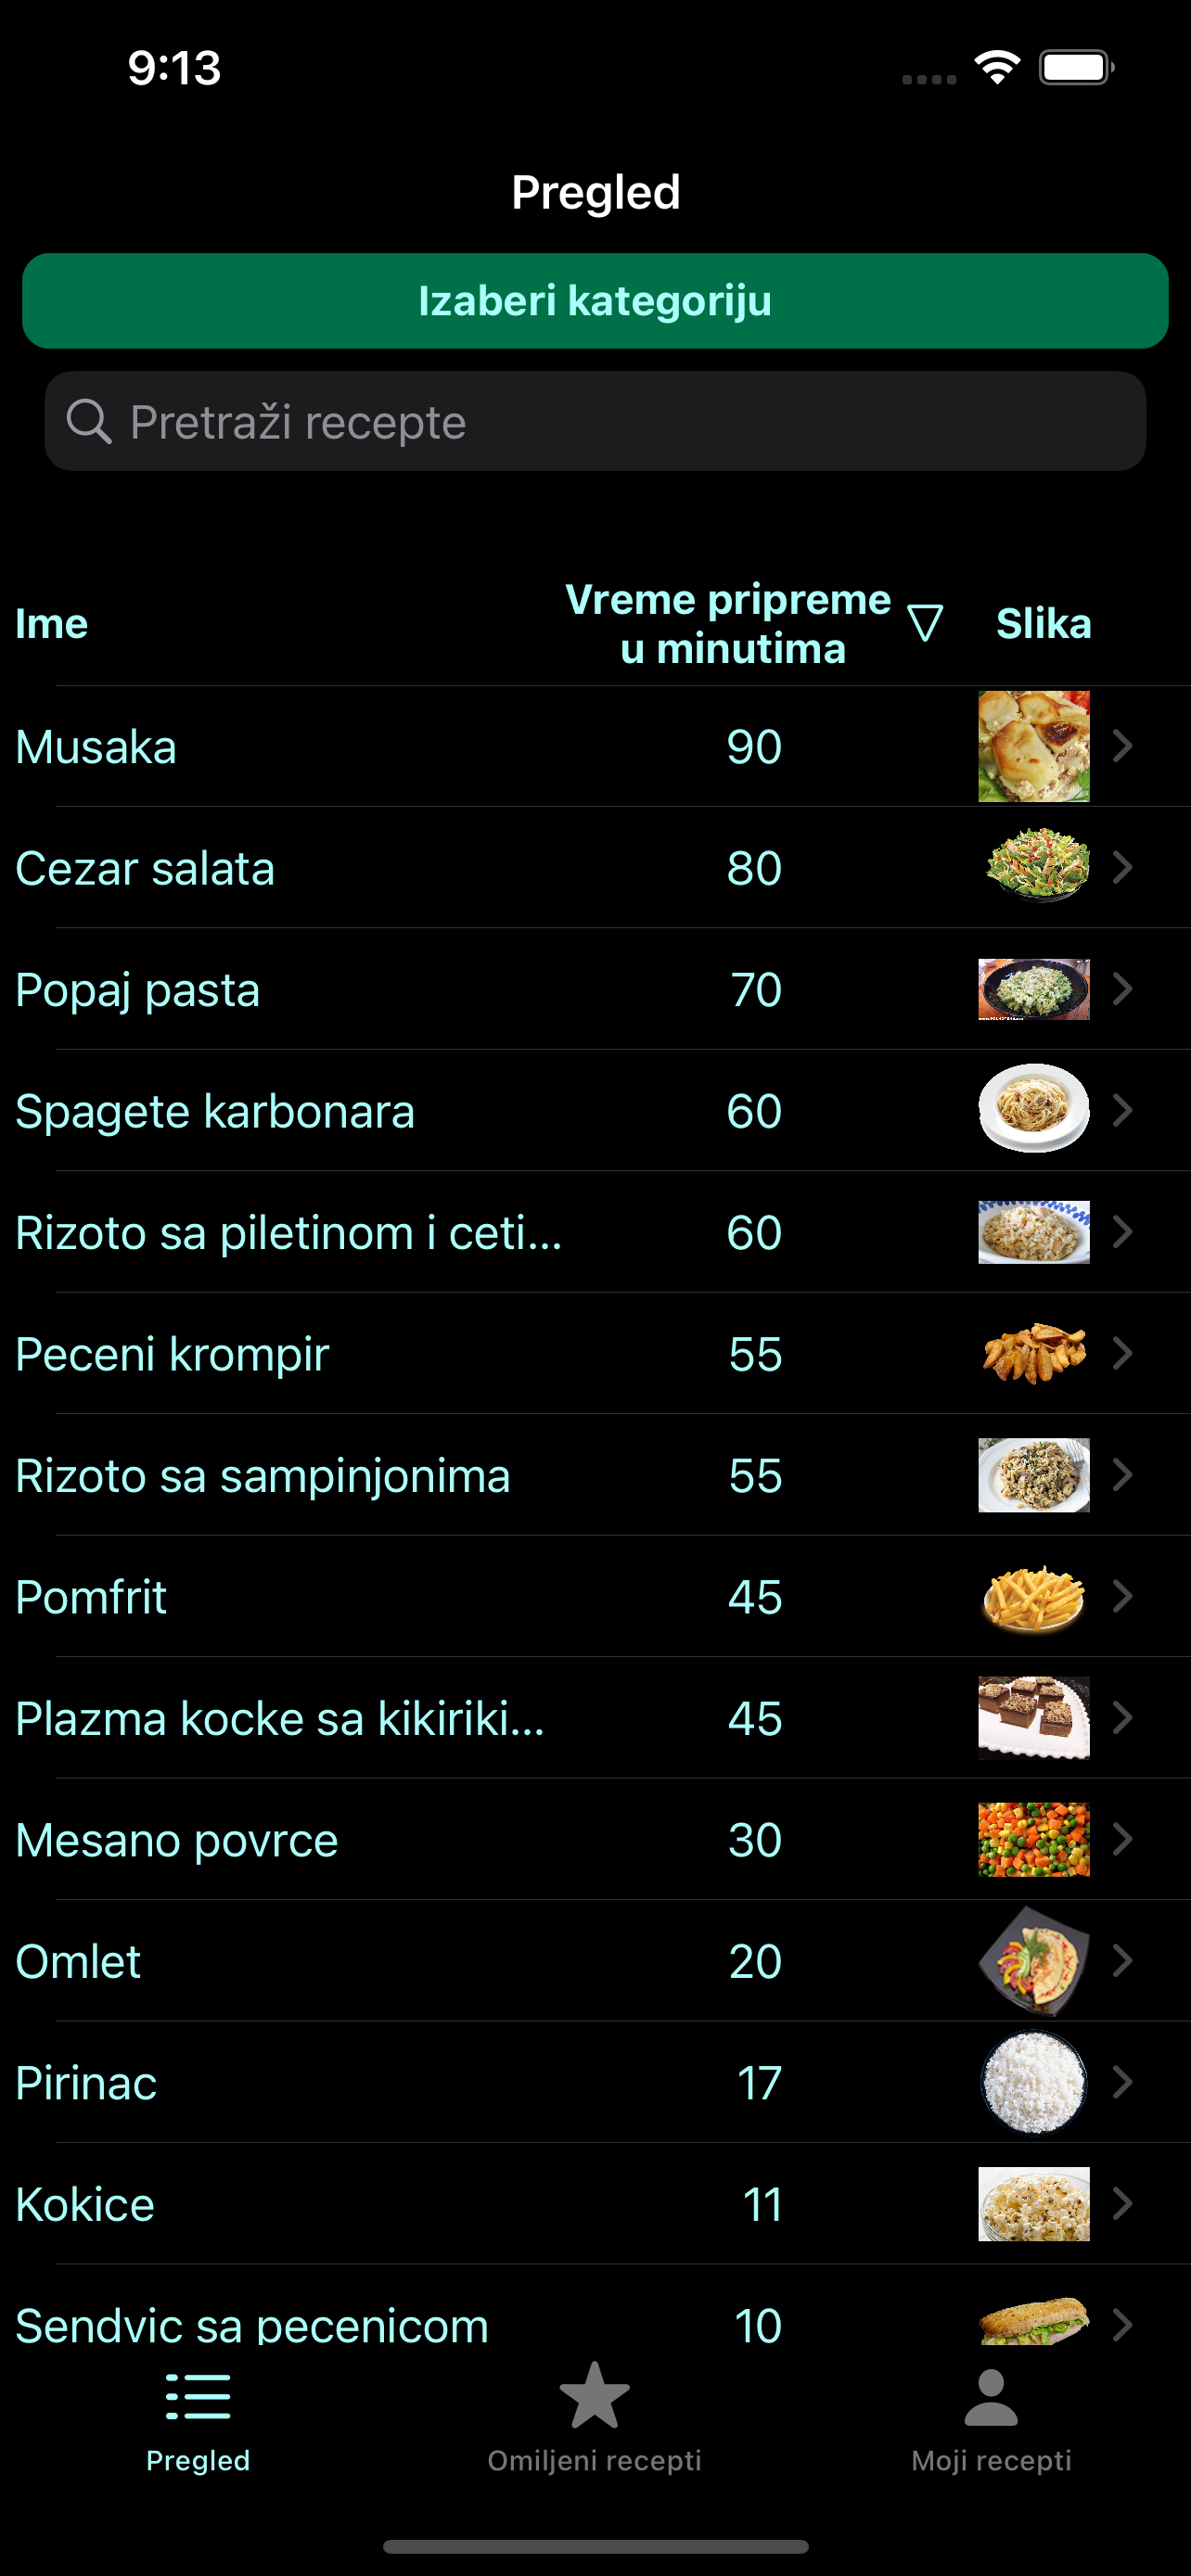 9:13
Pregled
Izaberi kategoriju
Pretraži recepte
Ime
Vreme pripreme
u minutima
Slika
Musaka 90
Cezar salata 80
Popaj pasta 70
Spagete karbonara 60
Rizoto sa piletinom i ceti... 60
Peceni krompir 55
Rizoto sa sampinjonima 55
Pomfrit 45
Plazma kocke sa kikiriki... 45
Mesano povrce 30
Omlet 20
Pirinac 17
Kokice 11
Sendvic sa pecenicom 10
Pregled
Omiljeni recepti
Moji recepti